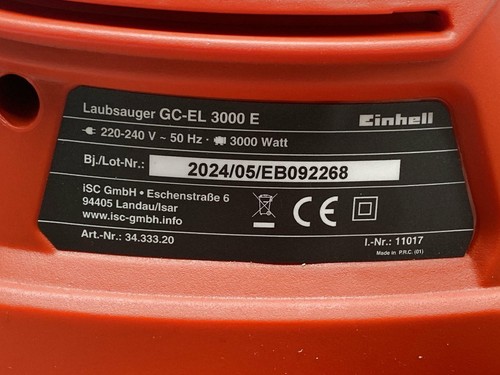 Laubsauger GC-EL 3000 E
Einhell
220-240 V ~ 50 Hz · 3000 Watt
Bj./Lot-Nr.: 2024/05/EB092268
iSC GmbH • Eschenstraße 6
94405 Landau/Isar
www.isc-gmbh.info
CE
Art.-Nr.: 34.333.20
I.-Nr.: 11017
Made in P.R.C. (01)